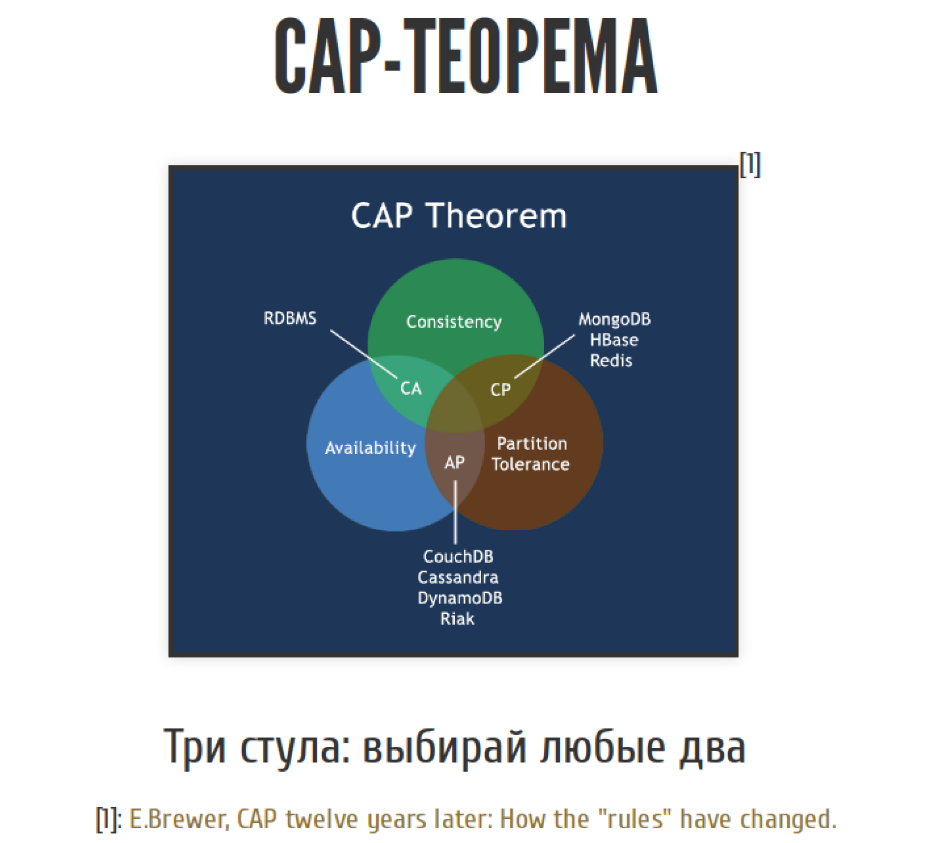 CAP-ТЕОРЕМА
[1]
CAP Theorem
RDBMS
Consistency
MongoDB
HBase
Redis
CA
CP
Availability
Partition
Tolerance
AP
CouchDB
Cassandra
DynamoDB
Riak
Три стула: выбирай любые два
[1]: E.Brewer, CAP twelve years later: How the "rules" have changed.